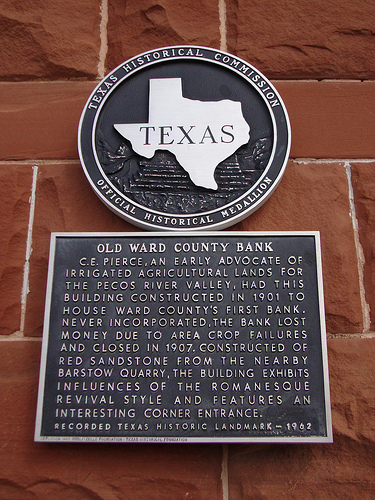 TEXAS HISTORICAL COMMISSION
TEXAS
OFFICIAL HISTORICAL MEDALLION
OLD WARD COUNTY BANK
C.E. PIERCE, AN EARLY ADVOCATE OF
IRRIGATED AGRICULTURAL LANDS FOR
THE PECOS RIVER VALLEY, HAD THIS
BUILDING CONSTRUCTED IN 1901 TO
HOUSE WARD COUNTY'S FIRST BANK.
NEVER INCORPORATED, THE BANK LOST
MONEY DUE TO AREA CROP FAILURES
AND CLOSED IN 1907. CONSTRUCTED OF
RED SANDSTONE FROM THE NEARBY
BARSTOW QUARRY, THE BUILDING EXHIBITS
INFLUENCES OF THE ROMANESQUE
REVIVAL STYLE AND FEATURES AN
INTERESTING CORNER ENTRANCE.
RECORDED TEXAS HISTORIC LANDMARK - 1962
FOUNDATION - TEXAS HISTORICAL FOUNDATION